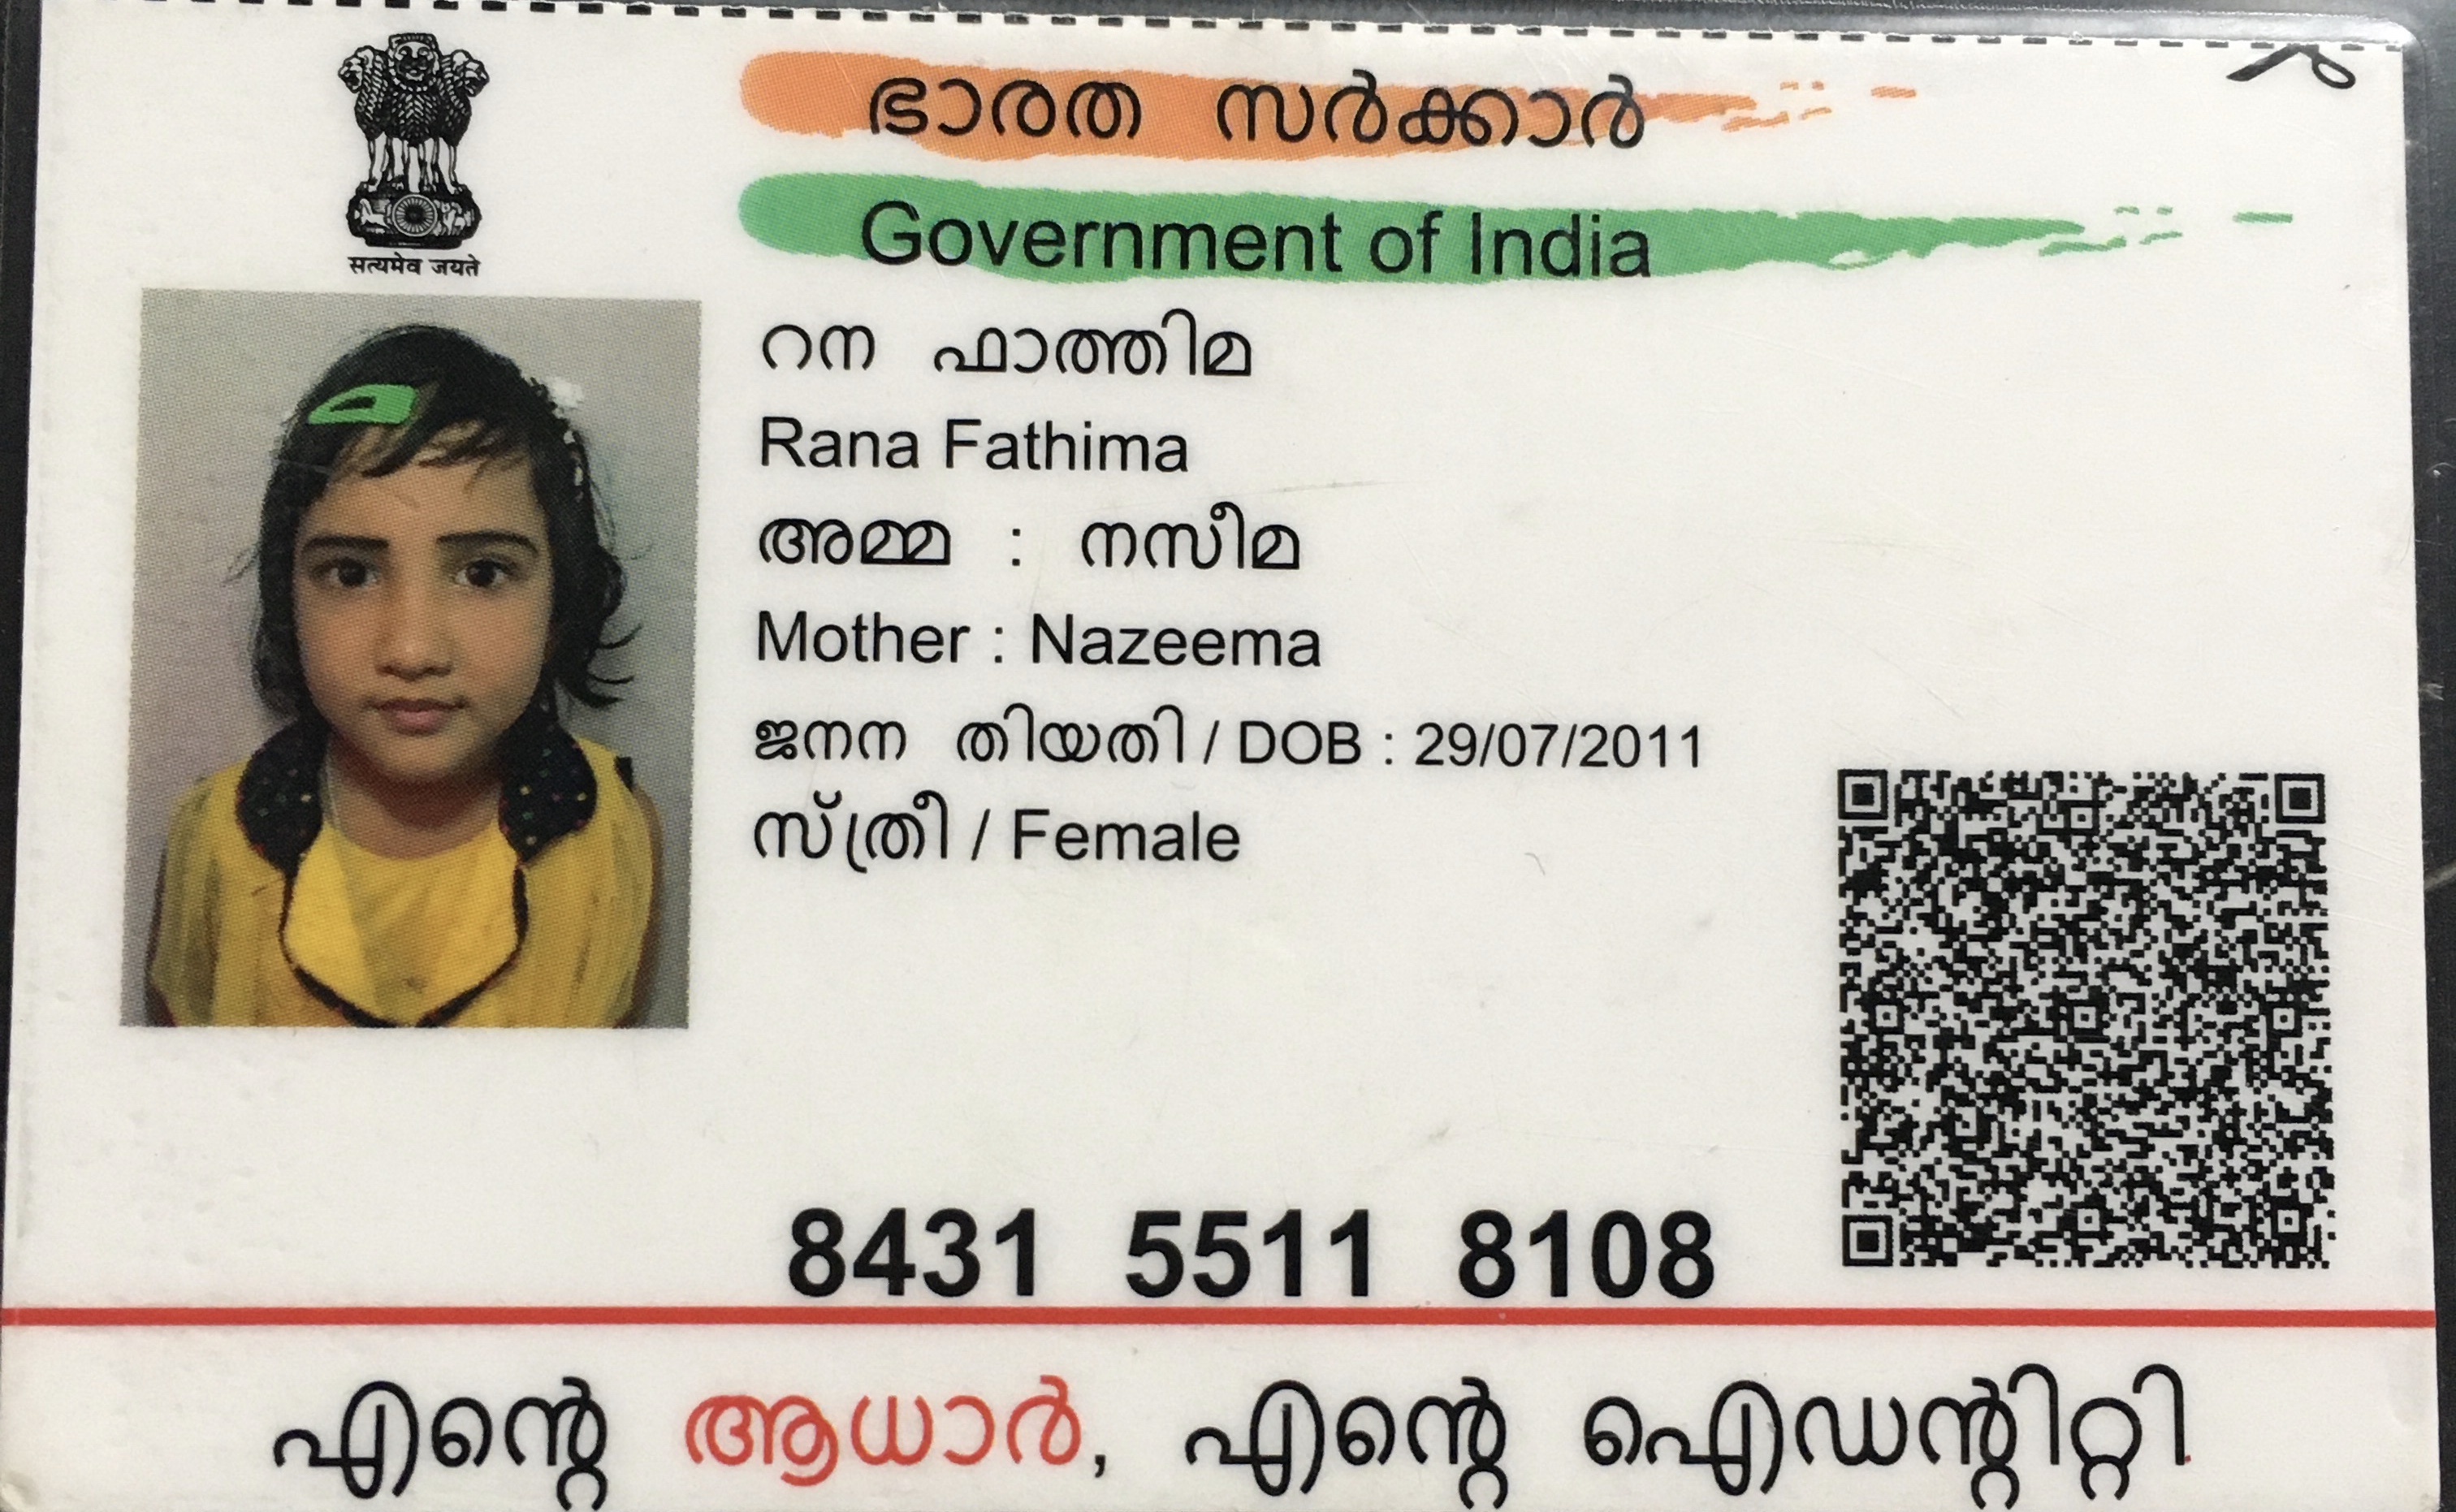 सत्यमेव जयते
ഭാരത സർക്കാർ
Government of India
റന ഫാത്തിമ
Rana Fathima
അമ്മ : നസീമ
Mother : Nazeema
ജനന തിയതി / DOB : 29/07/2011
സ്ത്രീ / Female
8431 5511 8108
എന്റെ ആധാർ, എന്റെ ഐഡന്റിറ്റി